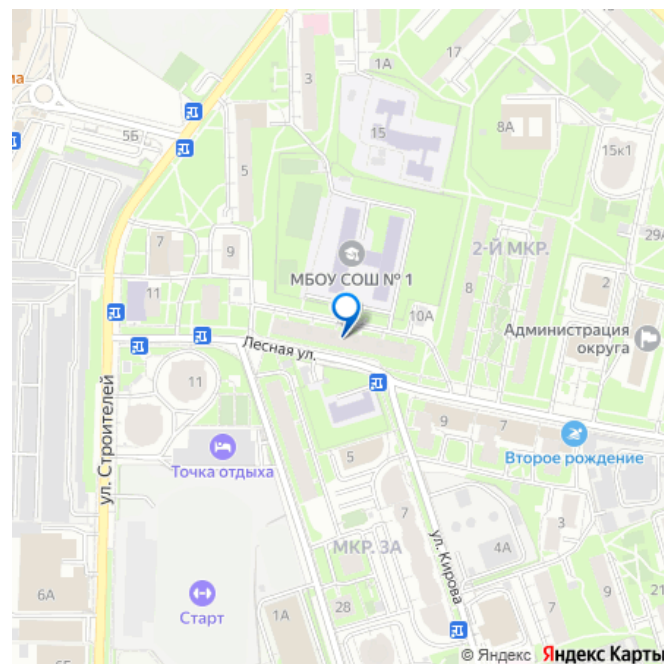 17
1А
3
ма
5Б
15
8А
15к1
5
29А
7
9
2-Й МКР.
МБОУ СОШ № 1
11
8
2
10А
Администрация
округа
Лесная ул.
11
9
7
ул. Строителей
Точка отдыха
5
Второе рождение
7
3
МКР. 3А
4А
ул. Кирова
6А
28
9
Старт
1А
7
© Яндекс Яндекс Карты